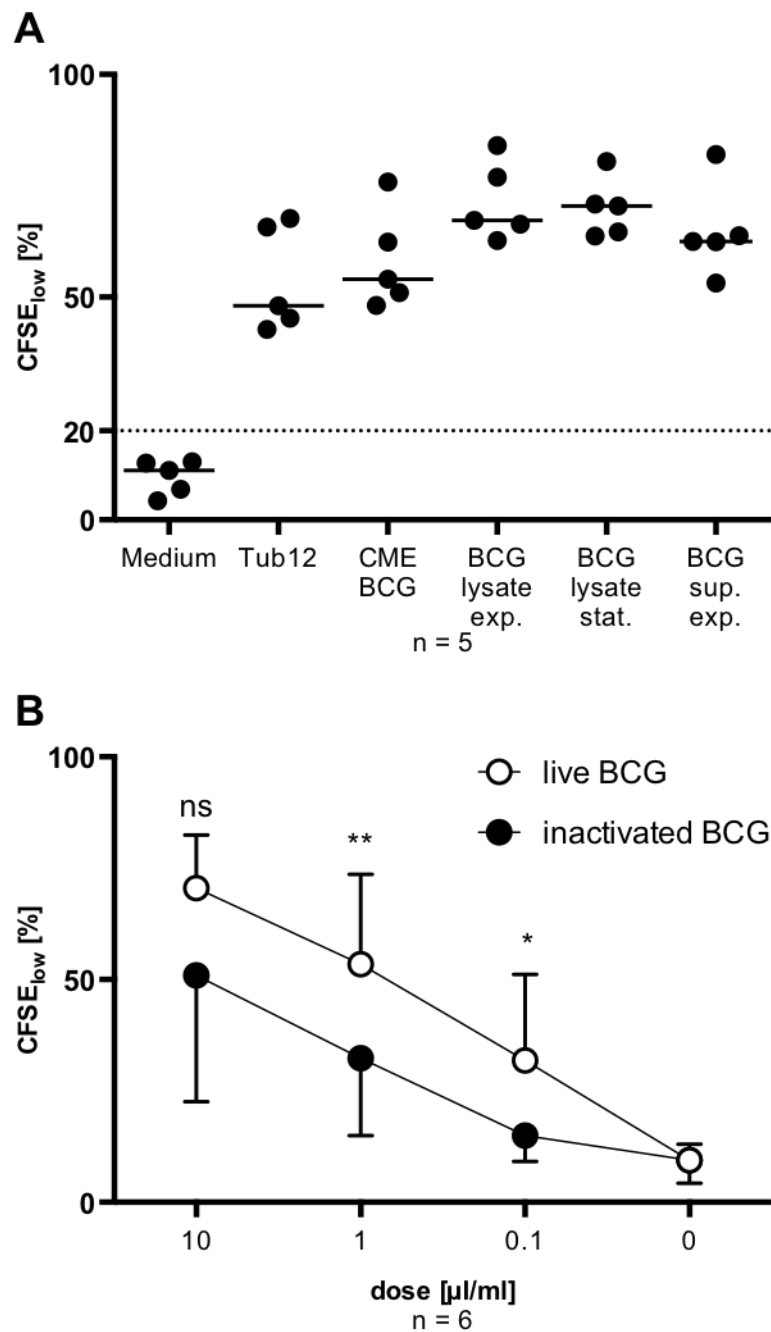 A
100
50
20
0
CFSElow [%]
Medium
Tub12
CME
BCG
BCG
lysate
exp.
BCG
lysate
stat.
BCG
sup.
exp.
n = 5
B
100
50
0
CFSElow [%]
live BCG
inactivated BCG
ns
**
*
10
1
0.1
0
dose [µl/ml]
n = 6